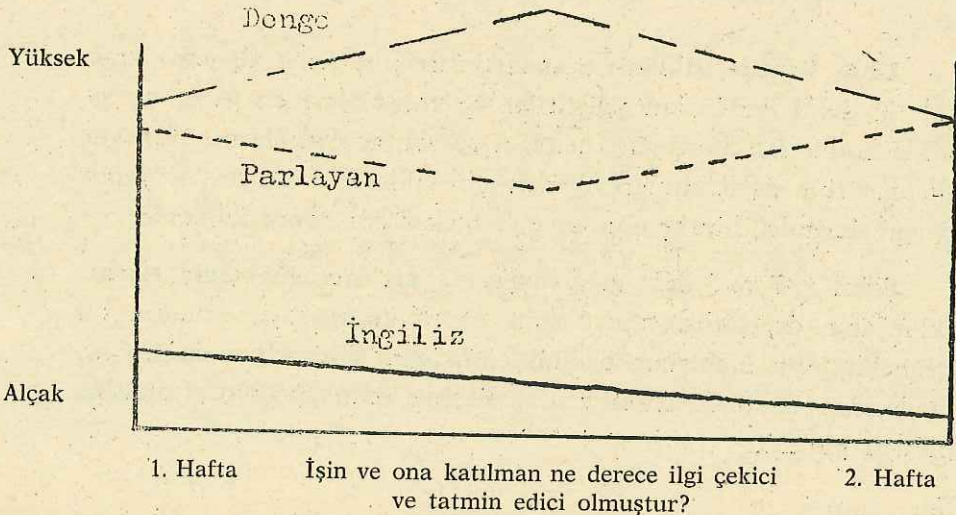 Denge
Yüksek
Parlayan
İngiliz
Alçak
1. Hafta
İşin ve ona katılman ne derece ilgi çekici
ve tatmin edici olmuştur?
2. Hafta